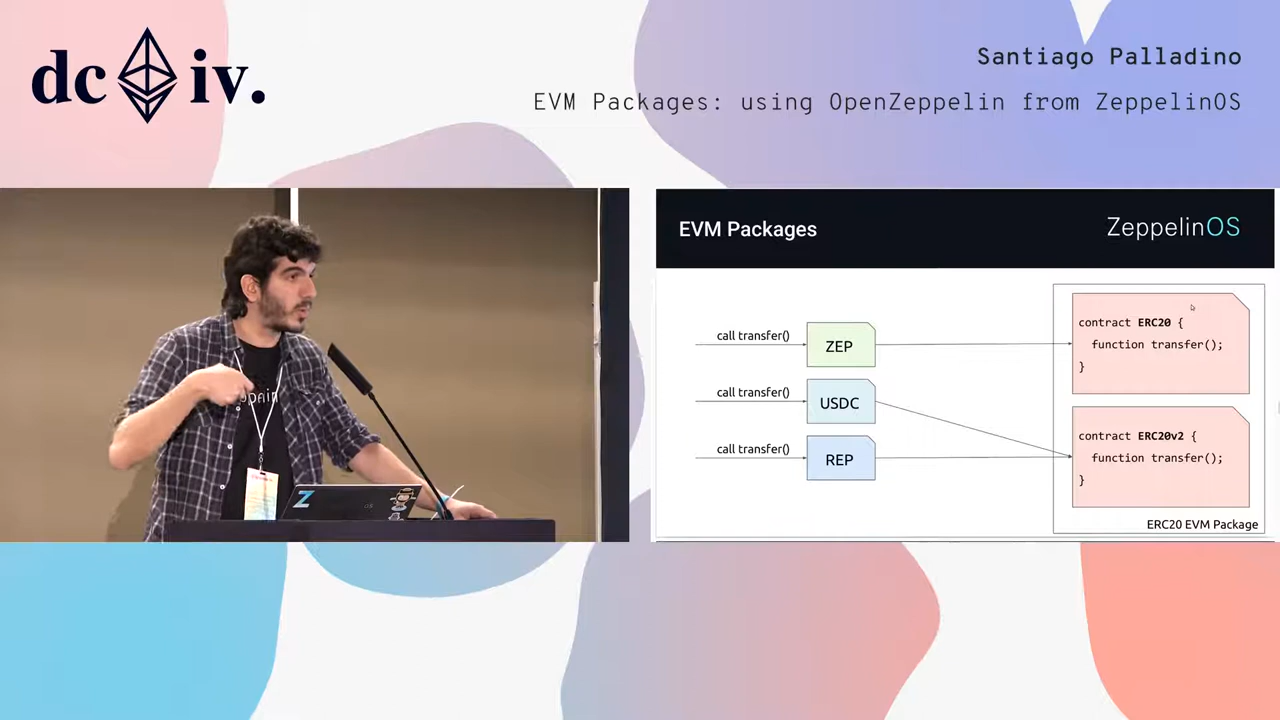 dc iv.
Santiago Palladino
EVM Packages: using OpenZeppelin from ZeppelinOS
EVM Packages
ZeppelinOS
call transfer()
ZEP
call transfer()
USDC
call transfer()
REP
contract ERC20 {
function transfer();
}
contract ERC20v2 {
function transfer();
}
ERC20 EVM Package
Z
OS